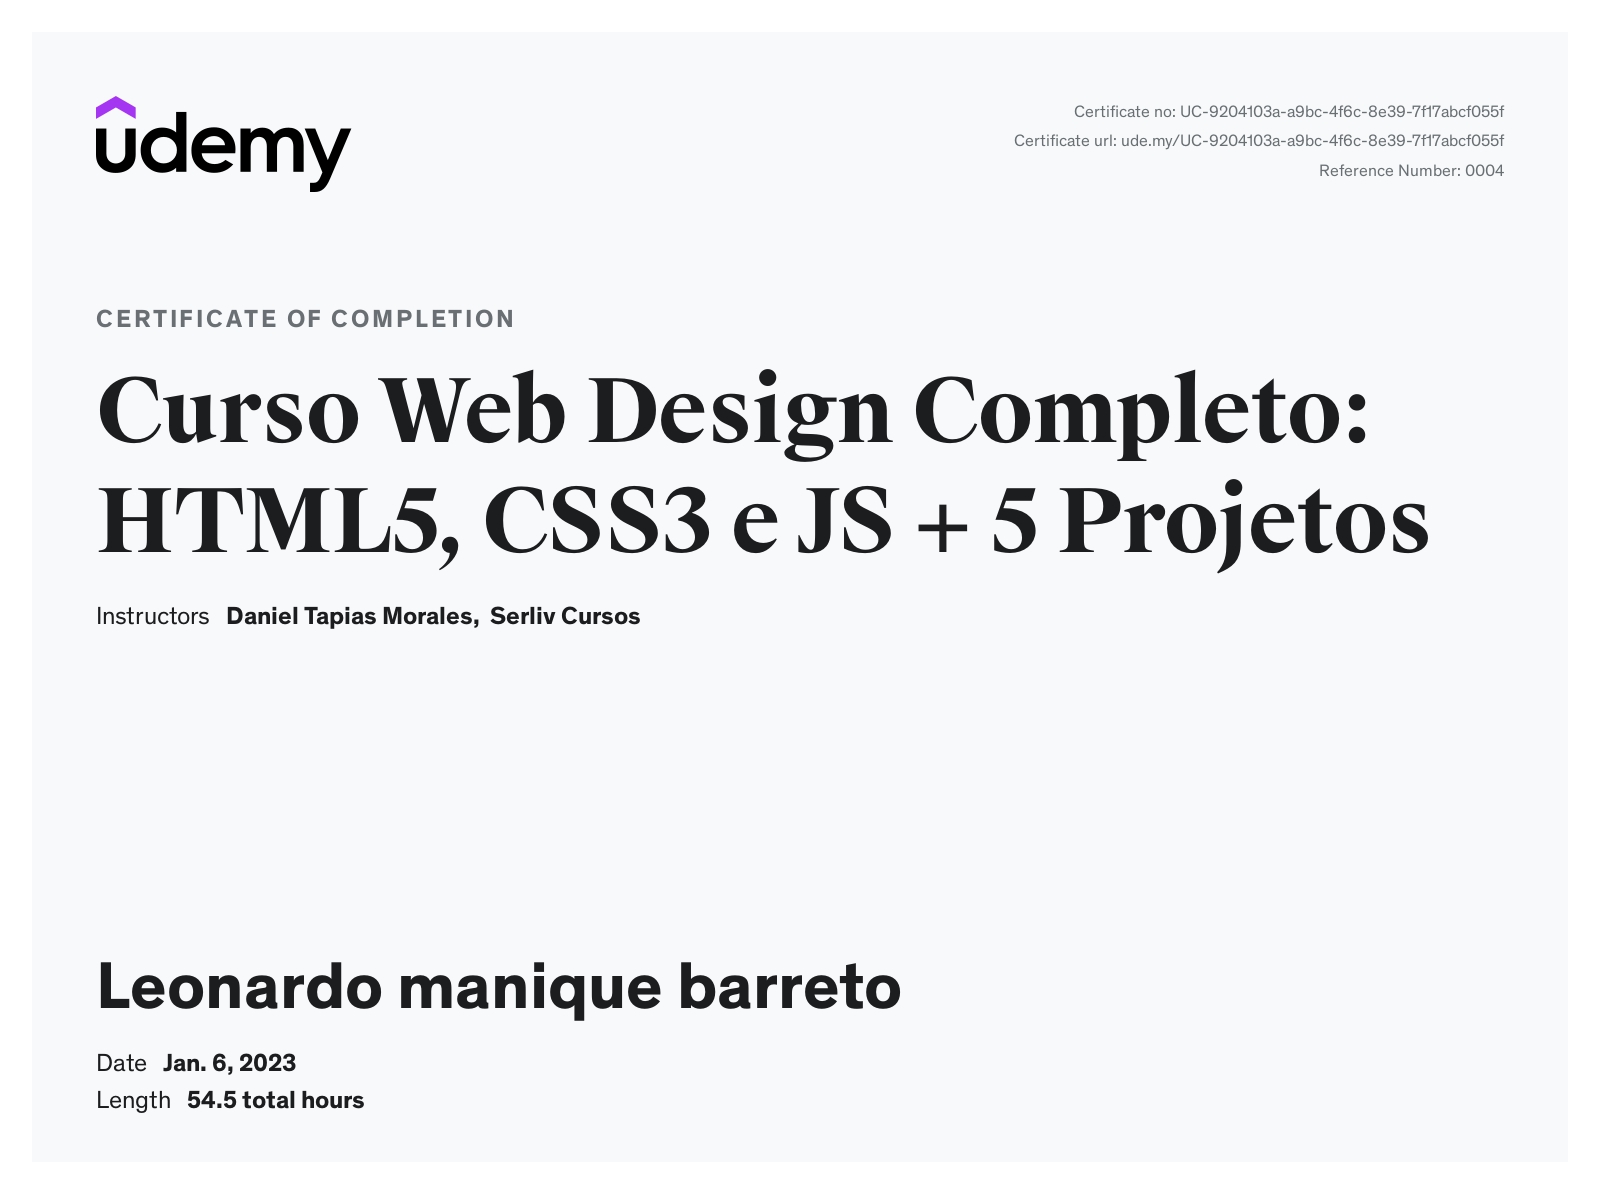 udemy
Certificate no: UC-9204103a-a9bc-4f6c-8e39-7f17abcf055f
Certificate url: ude.my/UC-9204103a-a9bc-4f6c-8e39-7f17abcf055f
Reference Number: 0004
CERTIFICATE OF COMPLETION
Curso Web Design Completo:
HTML5, CSS3 e JS + 5 Projetos
Instructors Daniel Tapias Morales, Serliv Cursos
Leonardo manique barreto
Date Jan. 6, 2023
Length 54.5 total hours